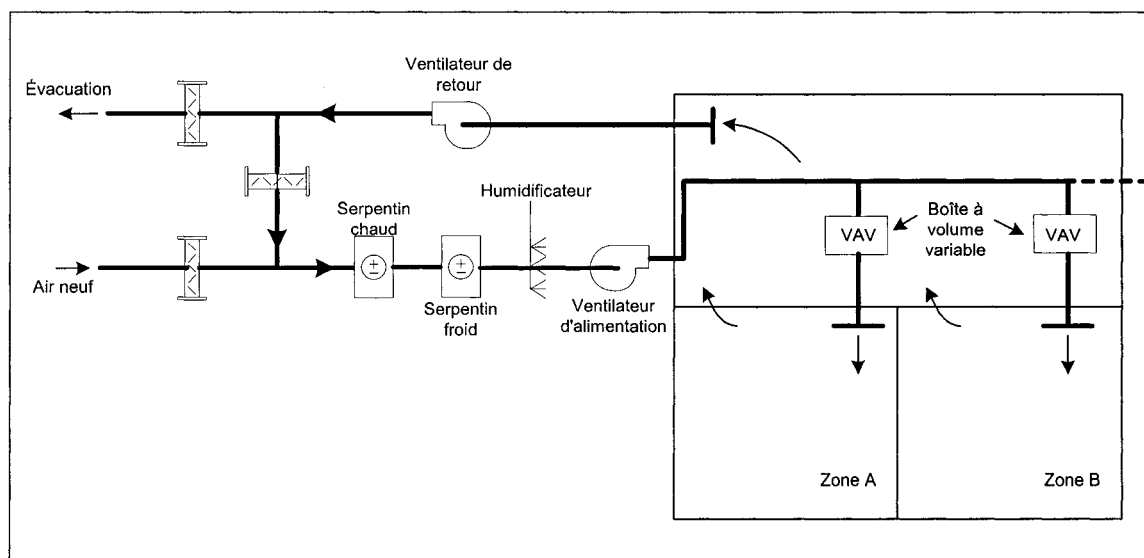 Ventilateur de
retour
Évacuation
Humidificateur
Serpentin
chaud
VAV
Boîte à
volume
variable
VAV
Air neuf
Serpentin
froid
Ventilateur
d'alimentation
Zone A
Zone B